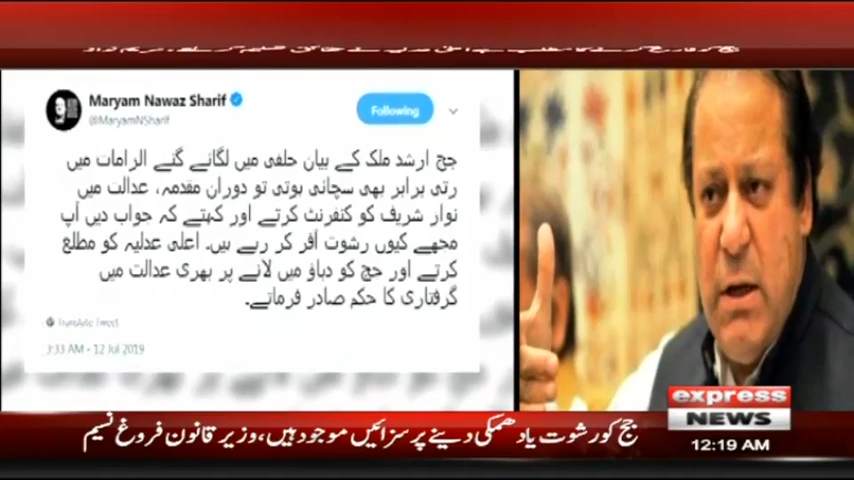 Maryam Nawaz Sharif
@MaryamNSharif
Following
جج ارشد ملک کے بیان حلفی میں لگائے گئے الزامات میں
رتی برابر بھی سچائی ہوتی تو دوران مقدمہ، عدالت میں
نواز شریف کو کنفرنٹ کرتے اور کہتے کہ جواب دیں آپ
مجھے کیوں رشوت آفر کر رہے ہیں. اعلی عدلیہ کو مطلع
کرتے اور جج کو دباؤ میں لانے پر بھری عدالت میں
گرفتاری کا حکم صادر فرماتے.
Translate Tweet
3:33 AM - 12 Jul 2019
express
NEWS
12:19 AM
جج کو رشوت یا دھمکی دینے پر سزائیں موجود ہیں، وزیر قانون فروغ نسیم